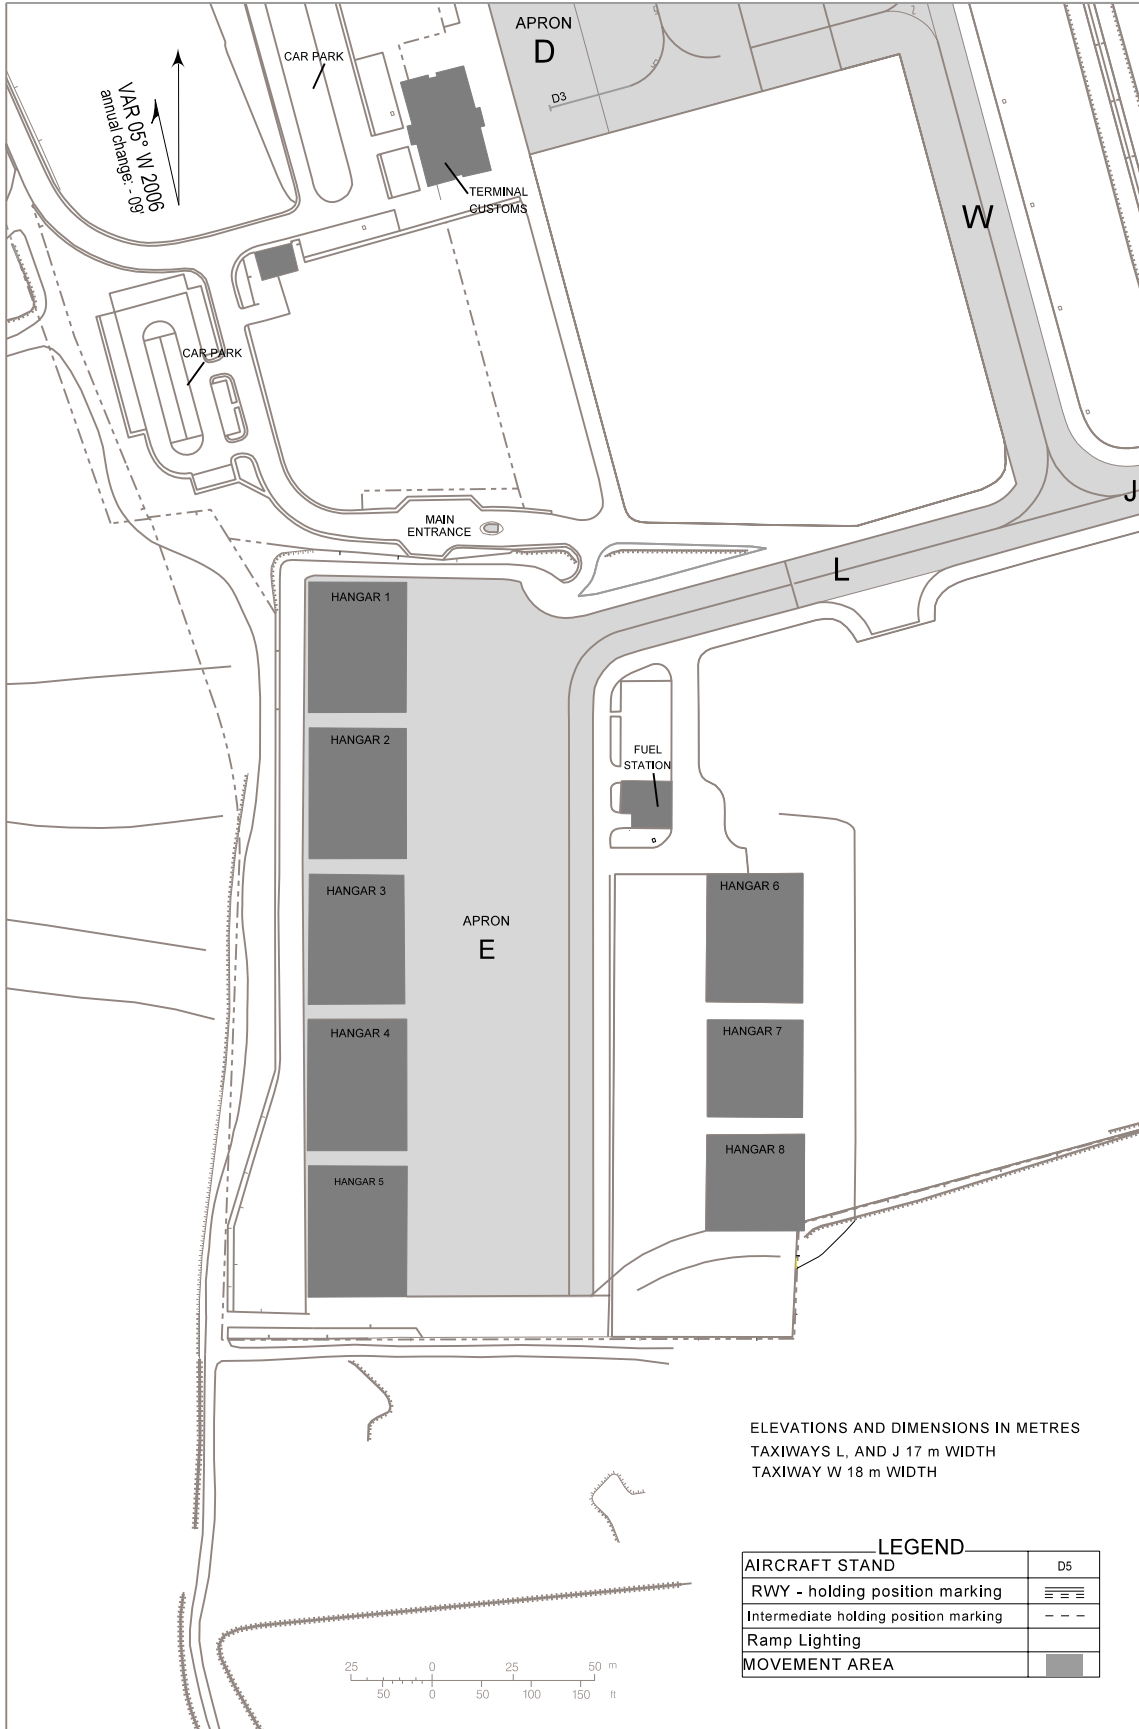 APRON
D
CAR PARK
D3
VAR 05° W 2006
annual change: - 09'
TERMINAL
CUSTOMS
W
CAR PARK
J
MAIN
ENTRANCE
L
HANGAR 1
HANGAR 2
FUEL
STATION
HANGAR 3
HANGAR 6
APRON
E
HANGAR 4
HANGAR 7
HANGAR 8
HANGAR 5
ELEVATIONS AND DIMENSIONS IN METRES
TAXIWAYS L, AND J 17 m WIDTH
TAXIWAY W 18 m WIDTH
LEGEND
AIRCRAFT STAND D5
RWY - holding position marking
Intermediate holding position marking
Ramp Lighting
MOVEMENT AREA
25 0 25 50 m
50 0 50 100 150 ft